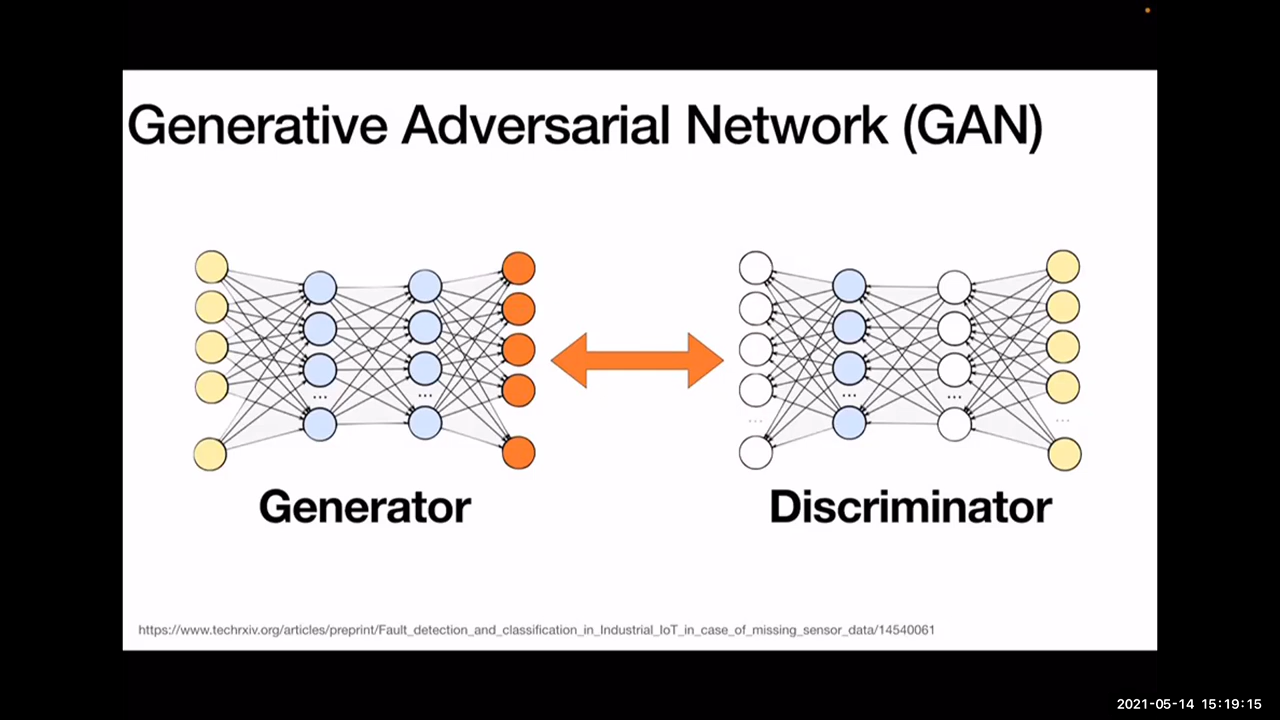 Generative Adversarial Network (GAN)
...
...
...
...
...
...
Generator
Discriminator
https://www.techrxiv.org/articles/preprint/Fault_detection_and_classification_in_Industrial_IoT_in_case_of_missing_sensor_data/14540061
2021-05-14 15:19:15